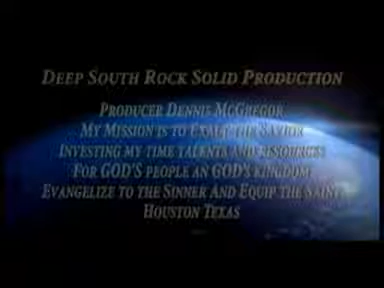 DEEP SOUTH ROCK SOLID PRODUCTION
PRODUCER DENNIS MCGREGOR
MY MISSION IS TO EXALT THE SAVIOR
INVESTING MY TIME TALENTS AND RESOURCES
FOR GOD'S PEOPLE AN GOD'S KINGDOM
EVANGELIZE TO THE SINNER AND EQUIP THE SAINT
HOUSTON TEXAS